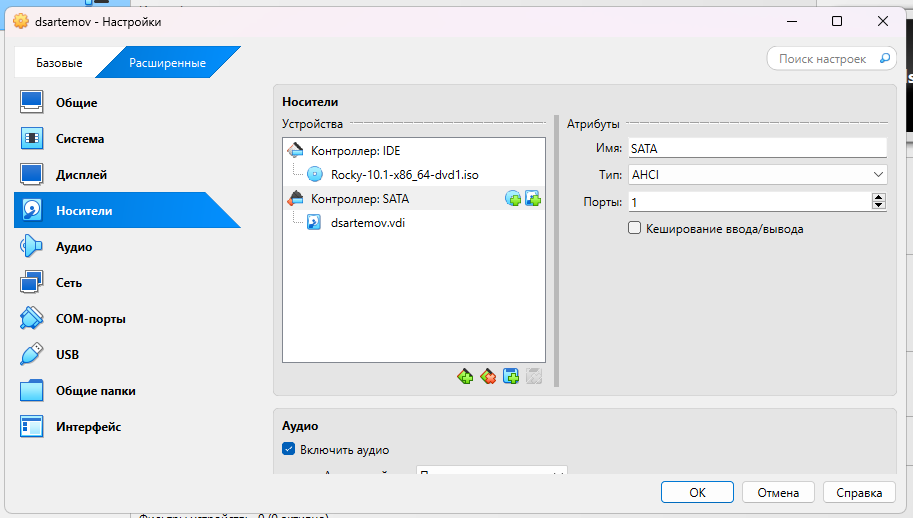 dsartemov - Настройки
Базовые
Расширенные
Поиск настроек
Общие
Система
Дисплей
Носители
Аудио
Сеть
COM-порты
USB
Общие папки
Интерфейс
Носители
Устройства
Контроллер: IDE
Rocky-10.1-x86_64-dvd1.iso
Контроллер: SATA
dsartemov.vdi
Атрибуты
Имя: SATA
Тип: AHCI
Порты: 1
Кеширование ввода/вывода
Аудио
Включить аудио
OK
Отмена
Справка